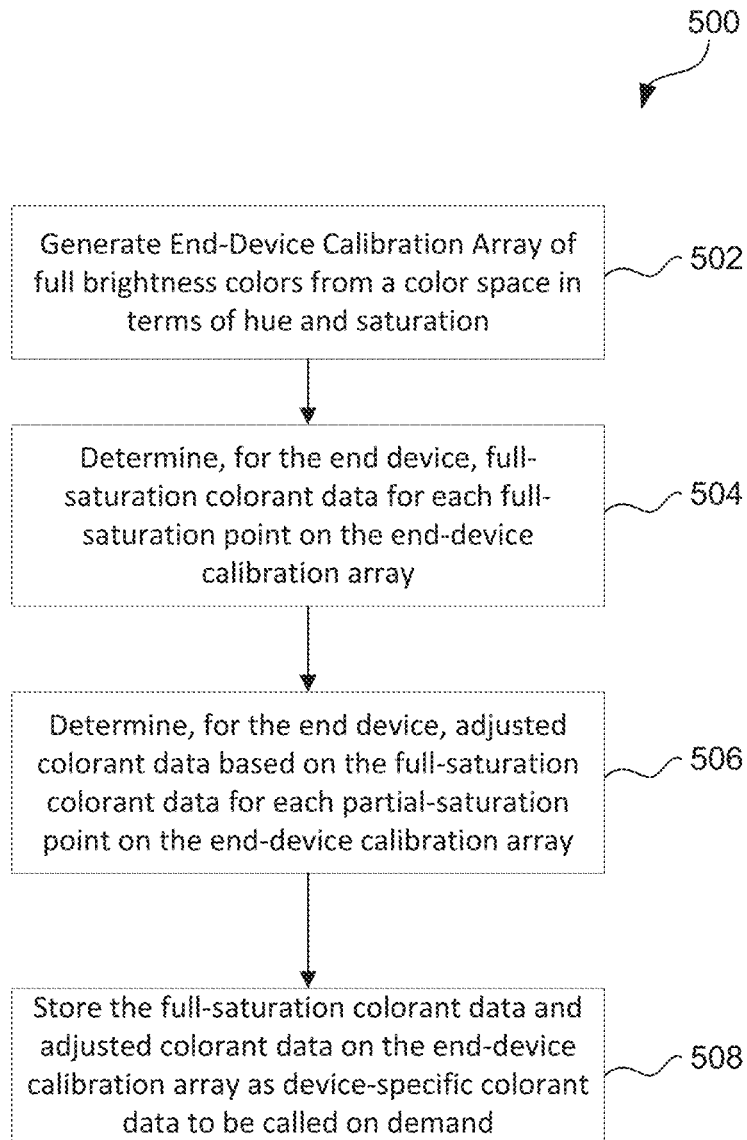 500
Generate End-Device Calibration Array of
full brightness colors from a color space in
terms of hue and saturation
502
Determine, for the end device, full-
saturation colorant data for each full-
saturation point on the end-device
calibration array
504
Determine, for the end device, adjusted
colorant data based on the full-saturation
colorant data for each partial-saturation
point on the end-device calibration array
506
Store the full-saturation colorant data and
adjusted colorant data on the end-device
calibration array as device-specific colorant
data to be called on demand
508